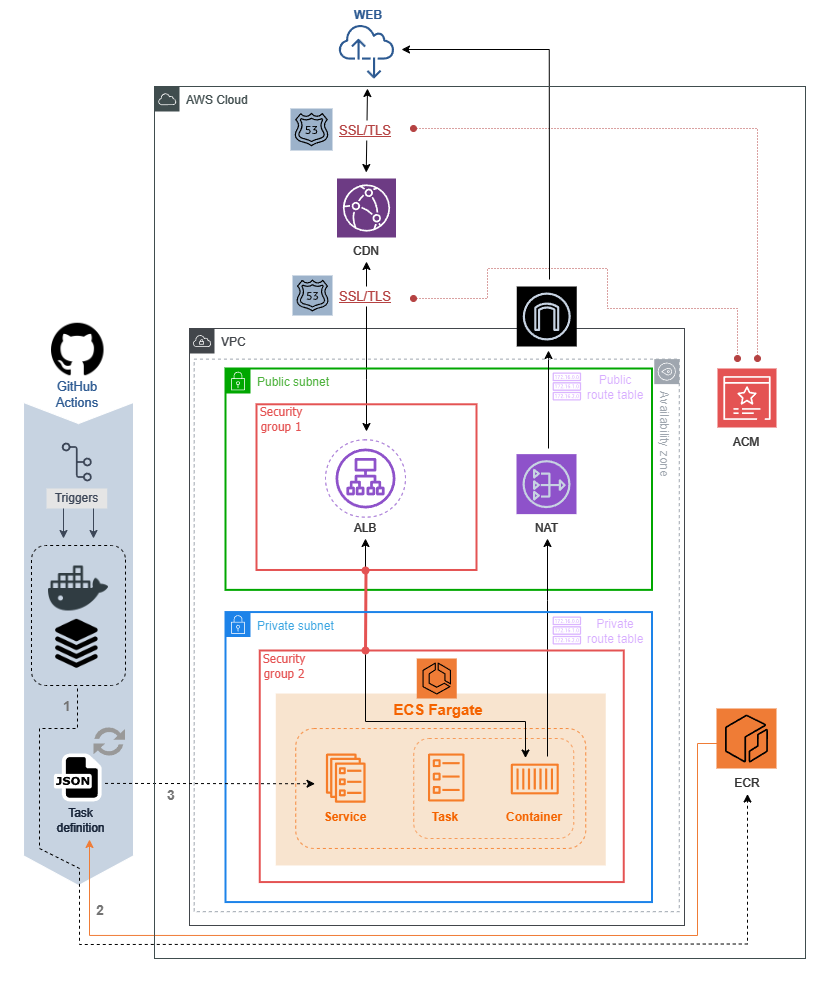 WEB
AWS Cloud
53
SSL/TLS
CDN
53
SSL/TLS
VPC
GitHub
Actions
Public subnet
Public
route table
Availability zone
Security
group 1
ACM
Triggers
ALB
NAT
Private subnet
Private
route table
Security
group 2
ECS Fargate
1
JSON
Task
definition
3
Service
Task
Container
ECR
2